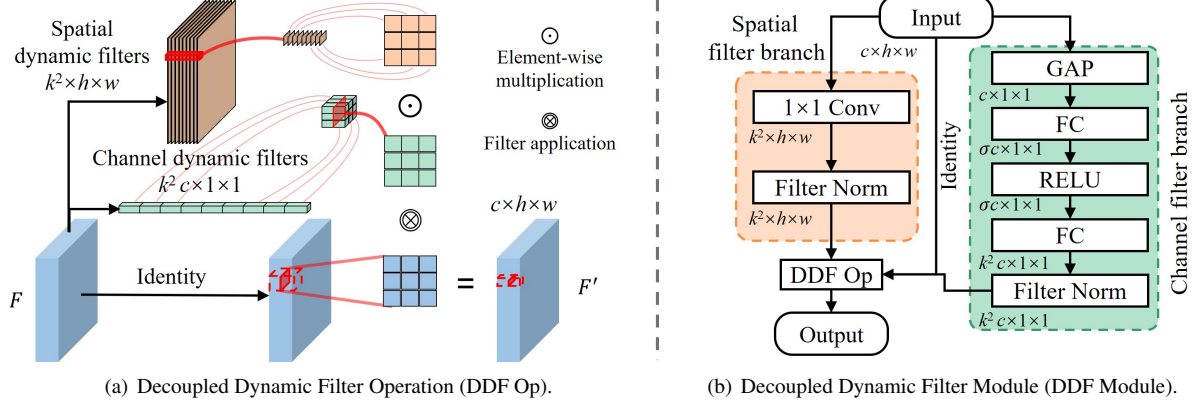 Spatial
dynamic filters
k²×h×w
⊙
Element-wise
multiplication
⊙
⊗
Filter application
Channel dynamic filters
k² c×1×1
⊗
c×h×w
Identity
F
=
F′
(a) Decoupled Dynamic Filter Operation (DDF Op).
Spatial
filter branch
Input
c×h×w
1×1 Conv
k²×h×w
Filter Norm
k²×h×w
DDF Op
Output
Identity
GAP
c×1×1
FC
σc×1×1
RELU
σc×1×1
FC
k² c×1×1
Filter Norm
k² c×1×1
Channel filter branch
(b) Decoupled Dynamic Filter Module (DDF Module).